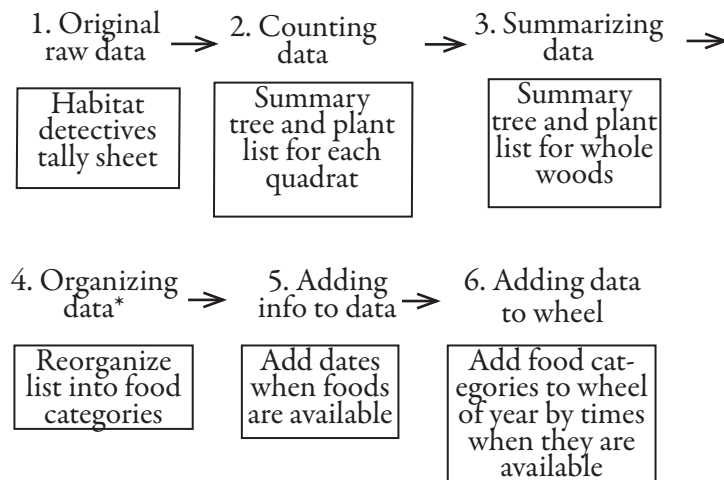 1. Original
raw data
2. Counting
data
3. Summarizing
data
Habitat
detectives
tally sheet
Summary
tree and plant
list for each
quadrat
Summary
tree and plant
list for whole
woods
4. Organizing
data*
5. Adding
info to data
6. Adding data
to wheel
Reorganize
list into food
categories
Add dates
when foods
are available
Add food cat-
egories to wheel
of year by times
when they are
available